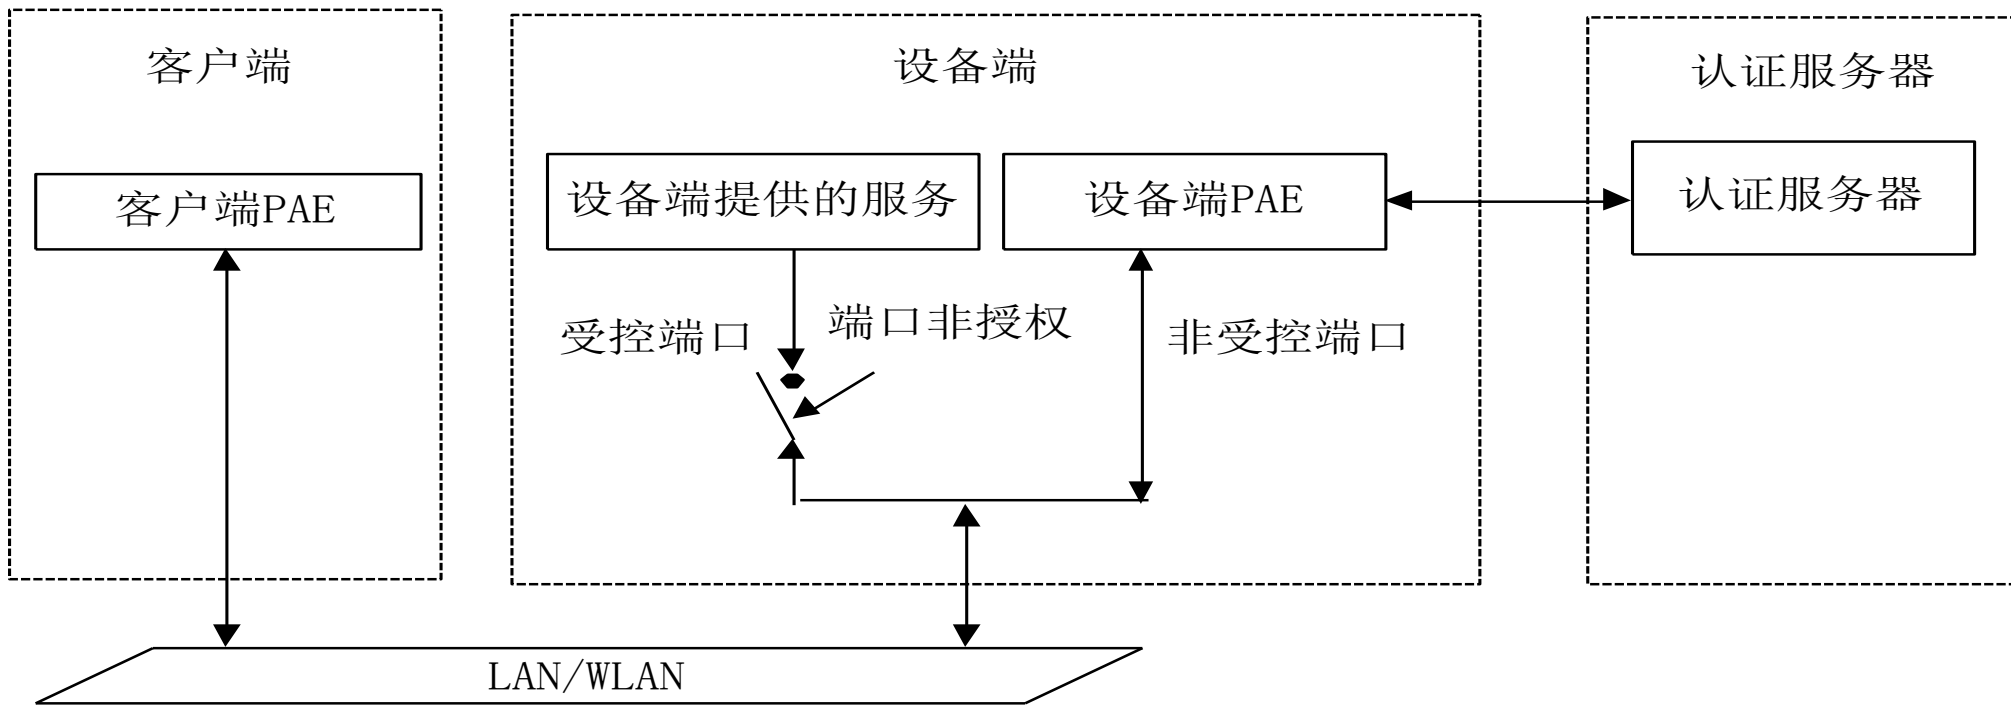 客户端
设备端
认证服务器
客户端PAE
设备端提供的服务
设备端PAE
认证服务器
受控端口
端口非授权
非受控端口
LAN/WLAN